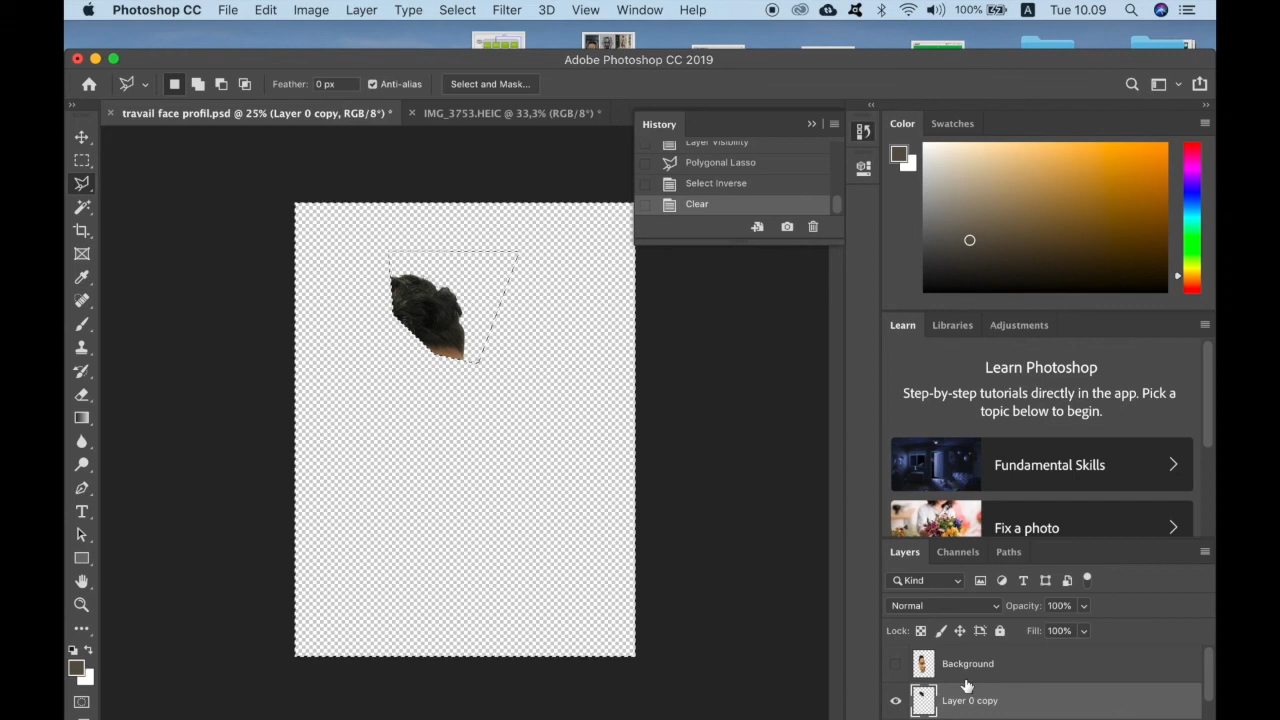 Photoshop CC File Edit Image Layer Type Select Filter 3D View Window Help 100% A Tue 10.09
Adobe Photoshop CC 2019
Feather: 0 px Anti-alias Select and Mask...
travail face profil.psd @ 25% (Layer 0 copy, RGB/8*) * IMG_3753.HEIC @ 33,3% (RGB/8*) *
History
Layer Visibility
Polygonal Lasso
Select Inverse
Clear
Color Swatches
Learn Libraries Adjustments
Learn Photoshop
Step-by-step tutorials directly in the app. Pick a
topic below to begin.
Fundamental Skills
Fix a photo
Layers Channels Paths
Kind
Normal Opacity: 100%
Lock: Fill: 100%
Background
Layer 0 copy